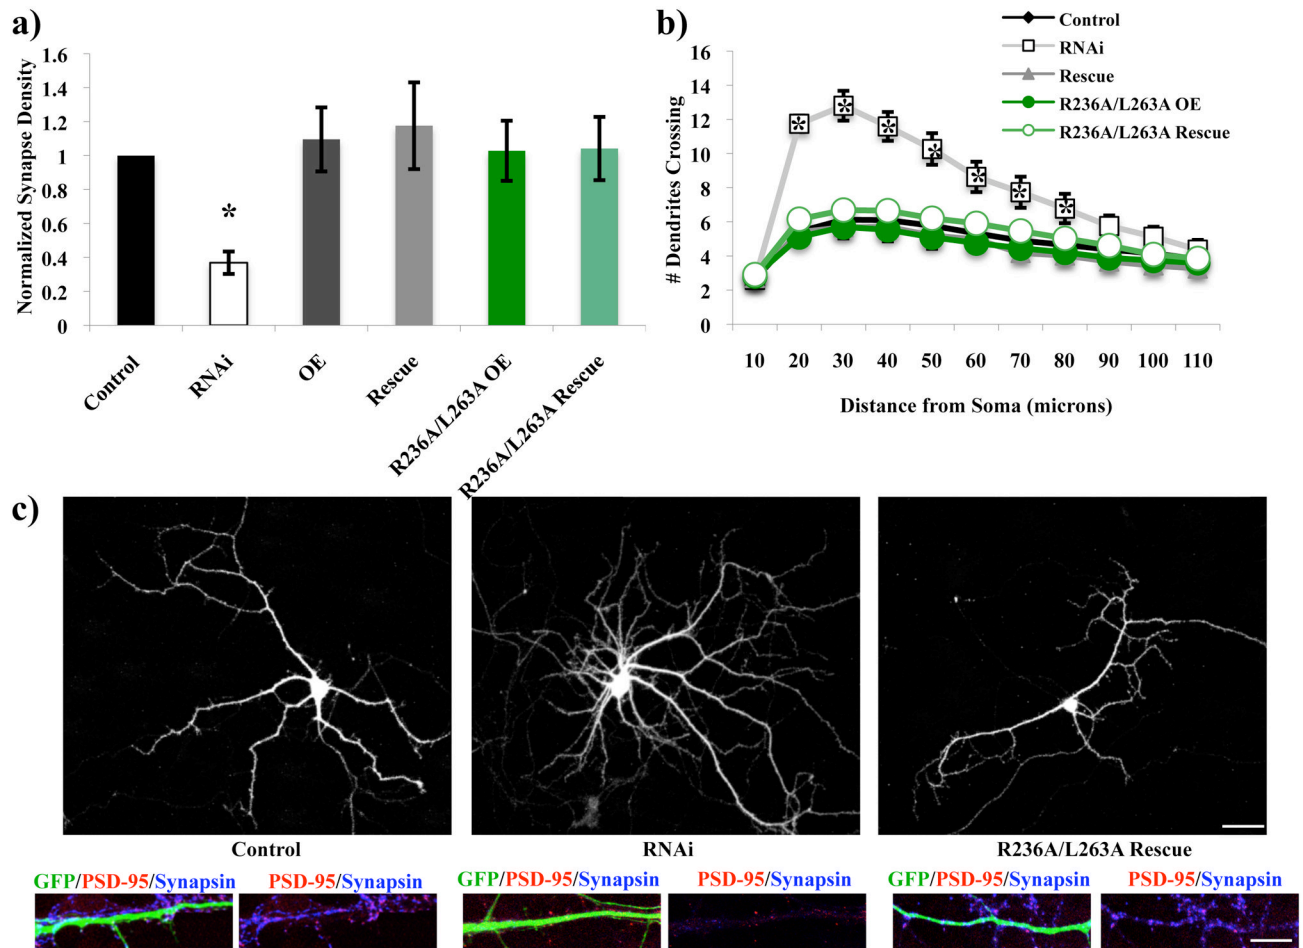 a)
Normalized Synapse Density
1.6
1.4
1.2
1
0.8
0.6
0.4
0.2
0
*
Control
RNAi
OE
Rescue
R236A/L263A OE
R236A/L263A Rescue
b)
# Dendrites Crossing
16
14
12
10
8
6
4
2
0
* * * * * * *
10 20 30 40 50 60 70 80 90 100 110
Distance from Soma (microns)
Control
RNAi
Rescue
R236A/L263A OE
R236A/L263A Rescue
c)
Control
RNAi
R236A/L263A Rescue
GFP/PSD-95/Synapsin
PSD-95/Synapsin
GFP/PSD-95/Synapsin
PSD-95/Synapsin
GFP/PSD-95/Synapsin
PSD-95/Synapsin